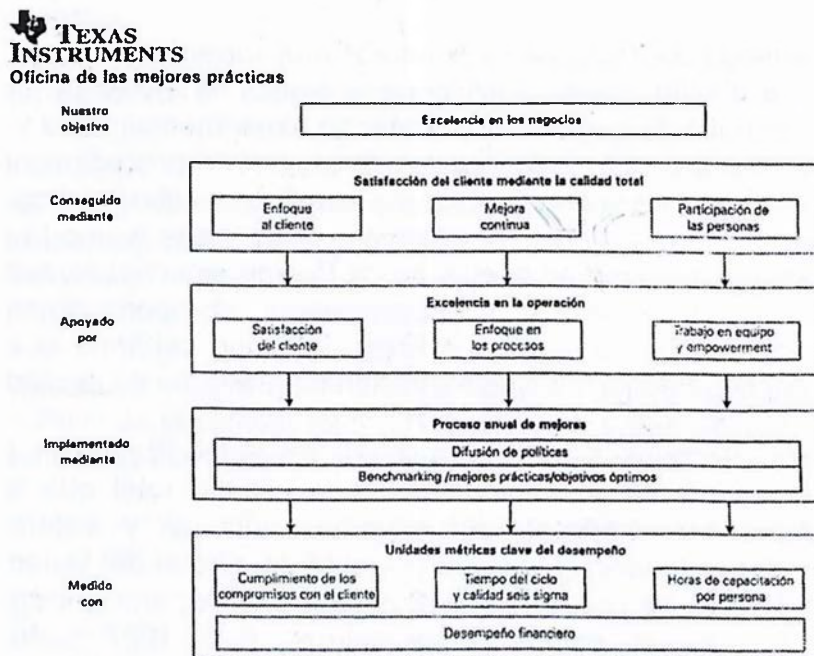 TEXAS
INSTRUMENTS
Oficina de las mejores prácticas
Nuestro
objetivo
Excelencia en los negocios
Satisfacción del cliente mediante la calidad total
Conseguido
mediante
Enfoque
al cliente
Mejora
continua
Participación de
las personas
Excelencia en la operación
Apoyado
por
Satisfacción
del cliente
Enfoque en
los procesos
Trabajo en equipo
y empowerment
Proceso anual de mejoras
Implementado
mediante
Difusión de políticas
Benchmarking/mejores prácticas/objetivos óptimos
Unidades métricas clave del desempeño
Medido
con
Cumplimiento de los
compromisos con el cliente
Tiempo del ciclo
y calidad seis sigma
Horas de capacitación
por persona
Desempeño financiero